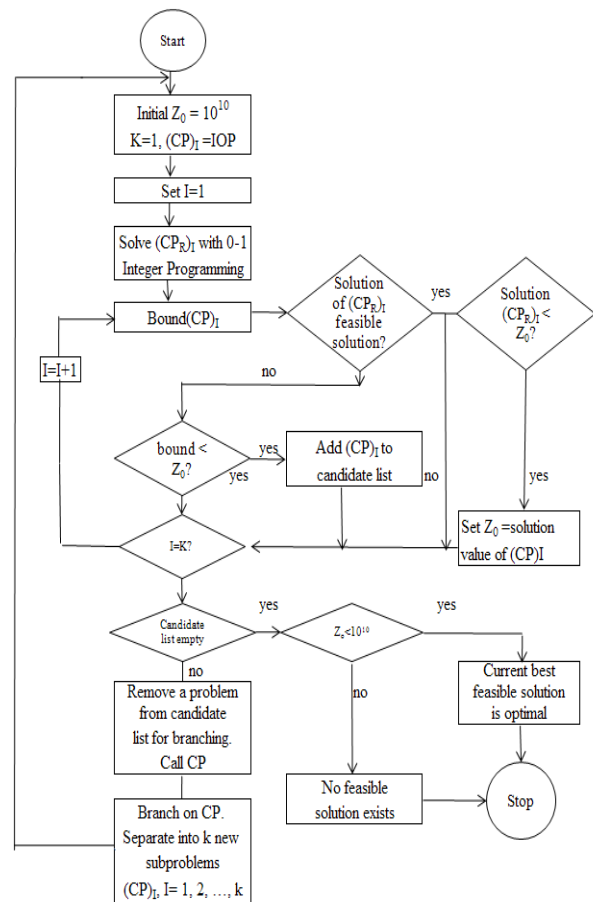 Start
Initial Z₀ = 10¹⁰
K=1, (CP)I =IOP
Set I=1
Solve (CPR)I with 0-1
Integer Programming
Bound(CP)I
Solution
of (CPR)I
feasible
solution?
yes
Solution
(CPR)I <
Z₀?
I=I+1
no
bound <
Z₀?
yes
yes
Add (CP)I to
candidate list
no
yes
Set Z₀ =solution
value of (CP)I
I=K?
Candidate
list empty
yes
Zₒ<10¹⁰
yes
no
Remove a problem
from candidate
list for branching.
Call CP
no
Current best
feasible solution
is optimal
No feasible
solution exists
Stop
Branch on CP.
Separate into k new
subproblems
(CP)I, I= 1, 2, …, k